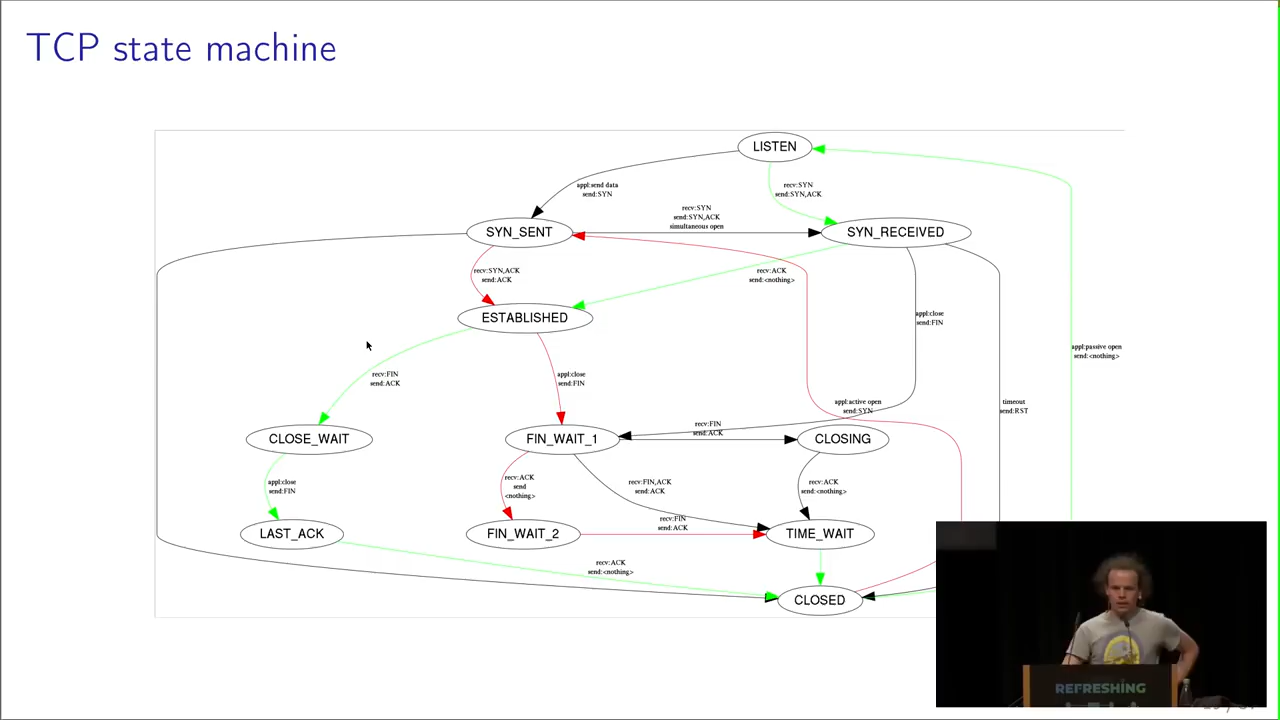 TCP state machine
LISTEN
appl:send data
send:SYN
recv:SYN
send:SYN,ACK
recv:SYN
send:SYN,ACK
simultaneous open
SYN_SENT
SYN_RECEIVED
recv:SYN,ACK
send:ACK
recv:ACK
send:<nothing>
ESTABLISHED
appl:close
send:FIN
appl:passive open
send:<nothing>
recv:FIN
send:ACK
appl:close
send:FIN
appl:active open
send:SYN
timeout
send:RST
recv:FIN
send:ACK
CLOSE_WAIT
FIN_WAIT_1
CLOSING
appl:close
send:FIN
recv:ACK
send
<nothing>
recv:FIN,ACK
send:ACK
recv:ACK
send:<nothing>
recv:FIN
send:ACK
LAST_ACK
FIN_WAIT_2
TIME_WAIT
recv:ACK
send:<nothing>
CLOSED
REFRESHING